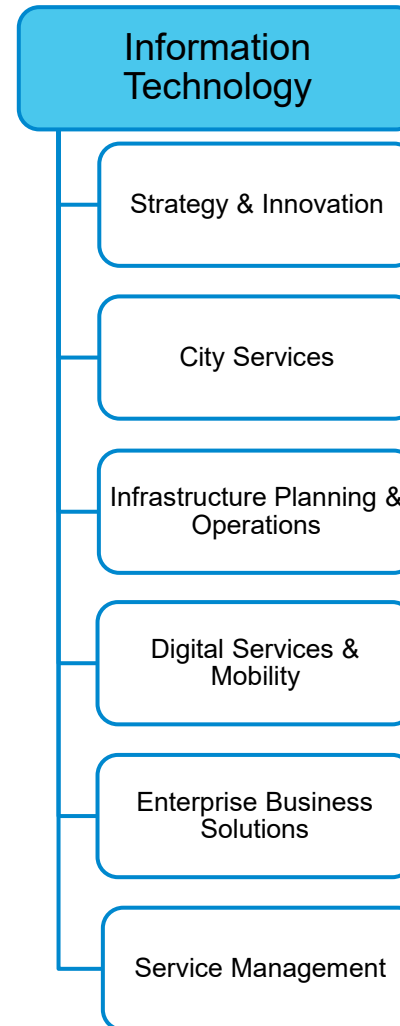 Information
Technology
Strategy & Innovation
City Services
Infrastructure Planning &
Operations
Digital Services &
Mobility
Enterprise Business
Solutions
Service Management